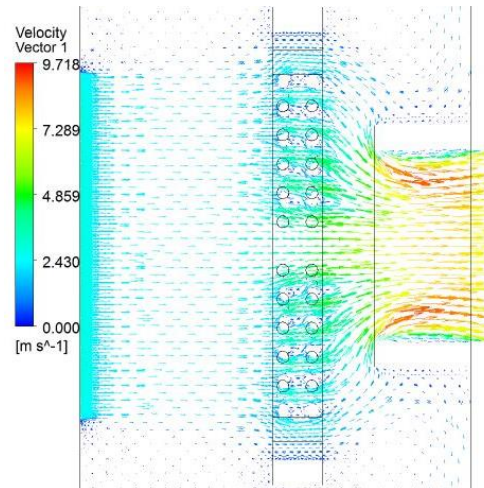 Velocity
Vector 1
9.718
7.289
4.859
2.430
0.000
[m s^-1]